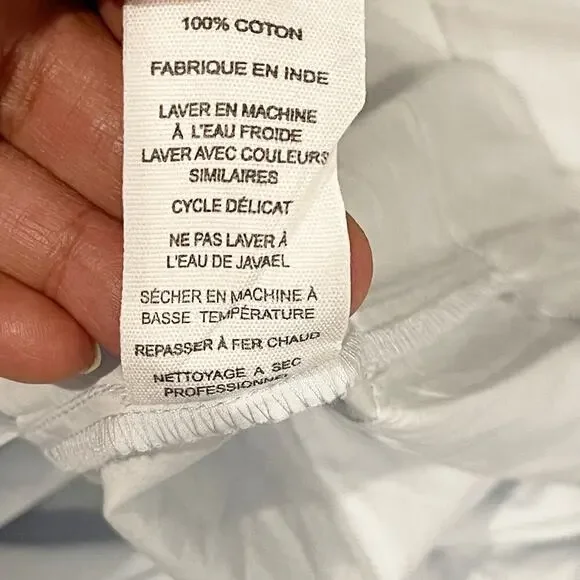 100% COTON
FABRIQUE EN INDE
LAVER EN MACHINE
À L'EAU FROIDE
LAVER AVEC COULEURS
SIMILAIRES
CYCLE DÉLICAT
NE PAS LAVER À
L'EAU DE JAVAEL
SÉCHER EN MACHINE À
BASSE TEMPÉRATURE
REPASSER À FER CHAUD
NETTOYAGE A SEC
PROFESSIONNEL